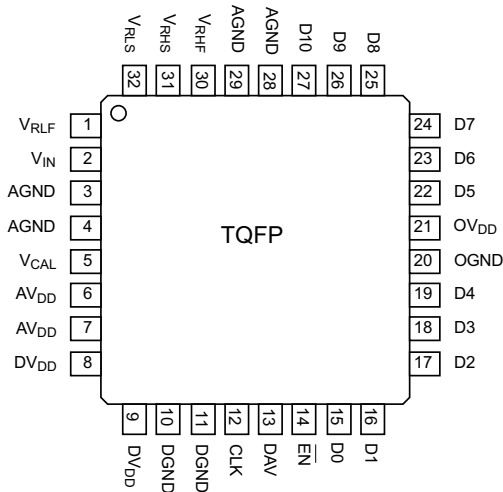 VRLS VRHS VRHF AGND AGND D10 D9 D8
32 31 30 29 28 27 26 25
VRLF 1
VIN 2
AGND 3
AGND 4
VCAL 5
AVDD 6
AVDD 7
DVDD 8
TQFP
24 D7
23 D6
22 D5
21 OVDD
20 OGND
19 D4
18 D3
17 D2
9 10 11 12 13 14 15 16
DVDD DGND DGND CLK DAV E̅N̅ D0 D1